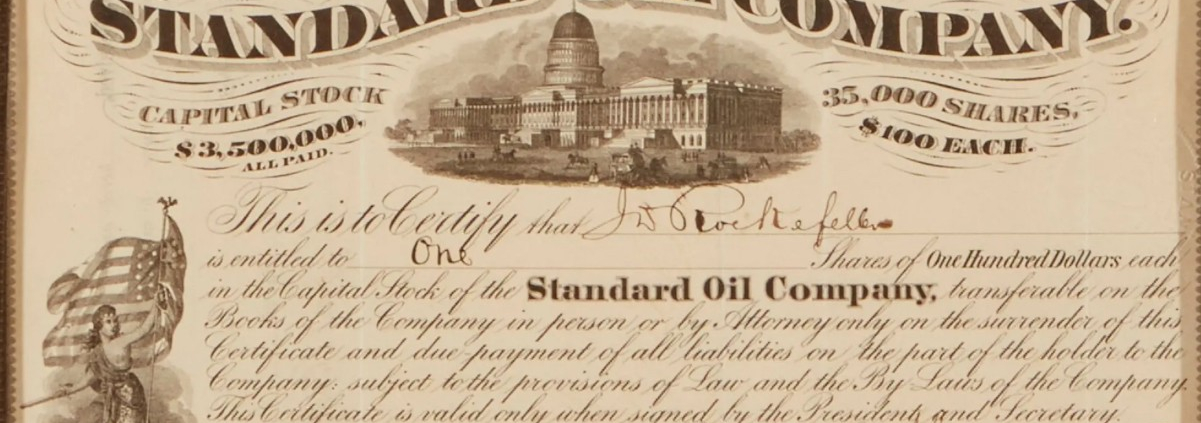 STANDARD OIL COMPANY.
CAPITAL STOCK
$3,500,000,
ALL PAID.
35,000 SHARES,
$100 EACH.
This is to Certify that J D Rockefeller
is entitled to One Shares of One Hundred Dollars each
in the Capital Stock of the Standard Oil Company, transferable on the
Books of the Company in person or by Attorney only on the surrender of this
Certificate and due payment of all liabilities on the part of the holder to the
Company: subject to the provisions of Law and the By Laws of the Company.
This Certificate is valid only when signed by the President and Secretary.